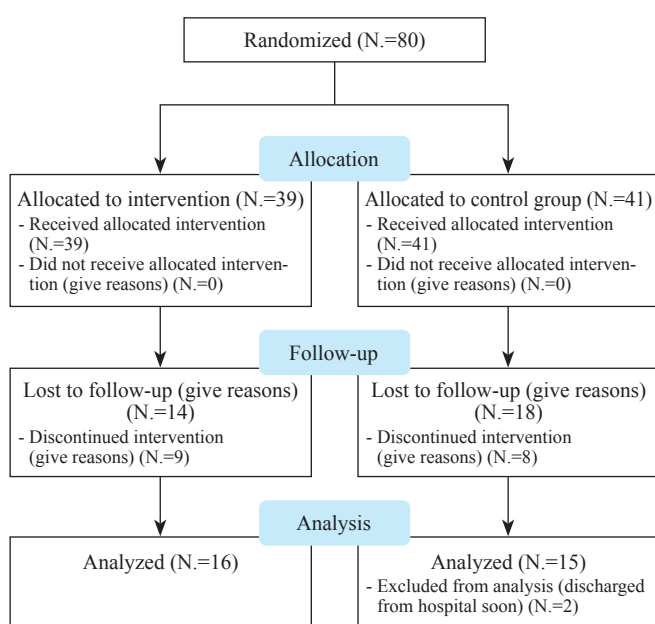 Randomized (N.=80)
Allocation
Allocated to intervention (N.=39)
- Received allocated intervention
(N.=39)
- Did not receive allocated interven-
tion (give reasons) (N.=0)
Allocated to control group (N.=41)
- Received allocated intervention
(N.=41)
- Did not receive allocated interven-
tion (give reasons) (N.=0)
Follow-up
Lost to follow-up (give reasons)
(N.=14)
- Discontinued intervention
(give reasons) (N.=9)
Lost to follow-up (give reasons)
(N.=18)
- Discontinued intervention
(give reasons) (N.=8)
Analysis
Analyzed (N.=16)
Analyzed (N.=15)
- Excluded from analysis (discharged
from hospital soon) (N.=2)